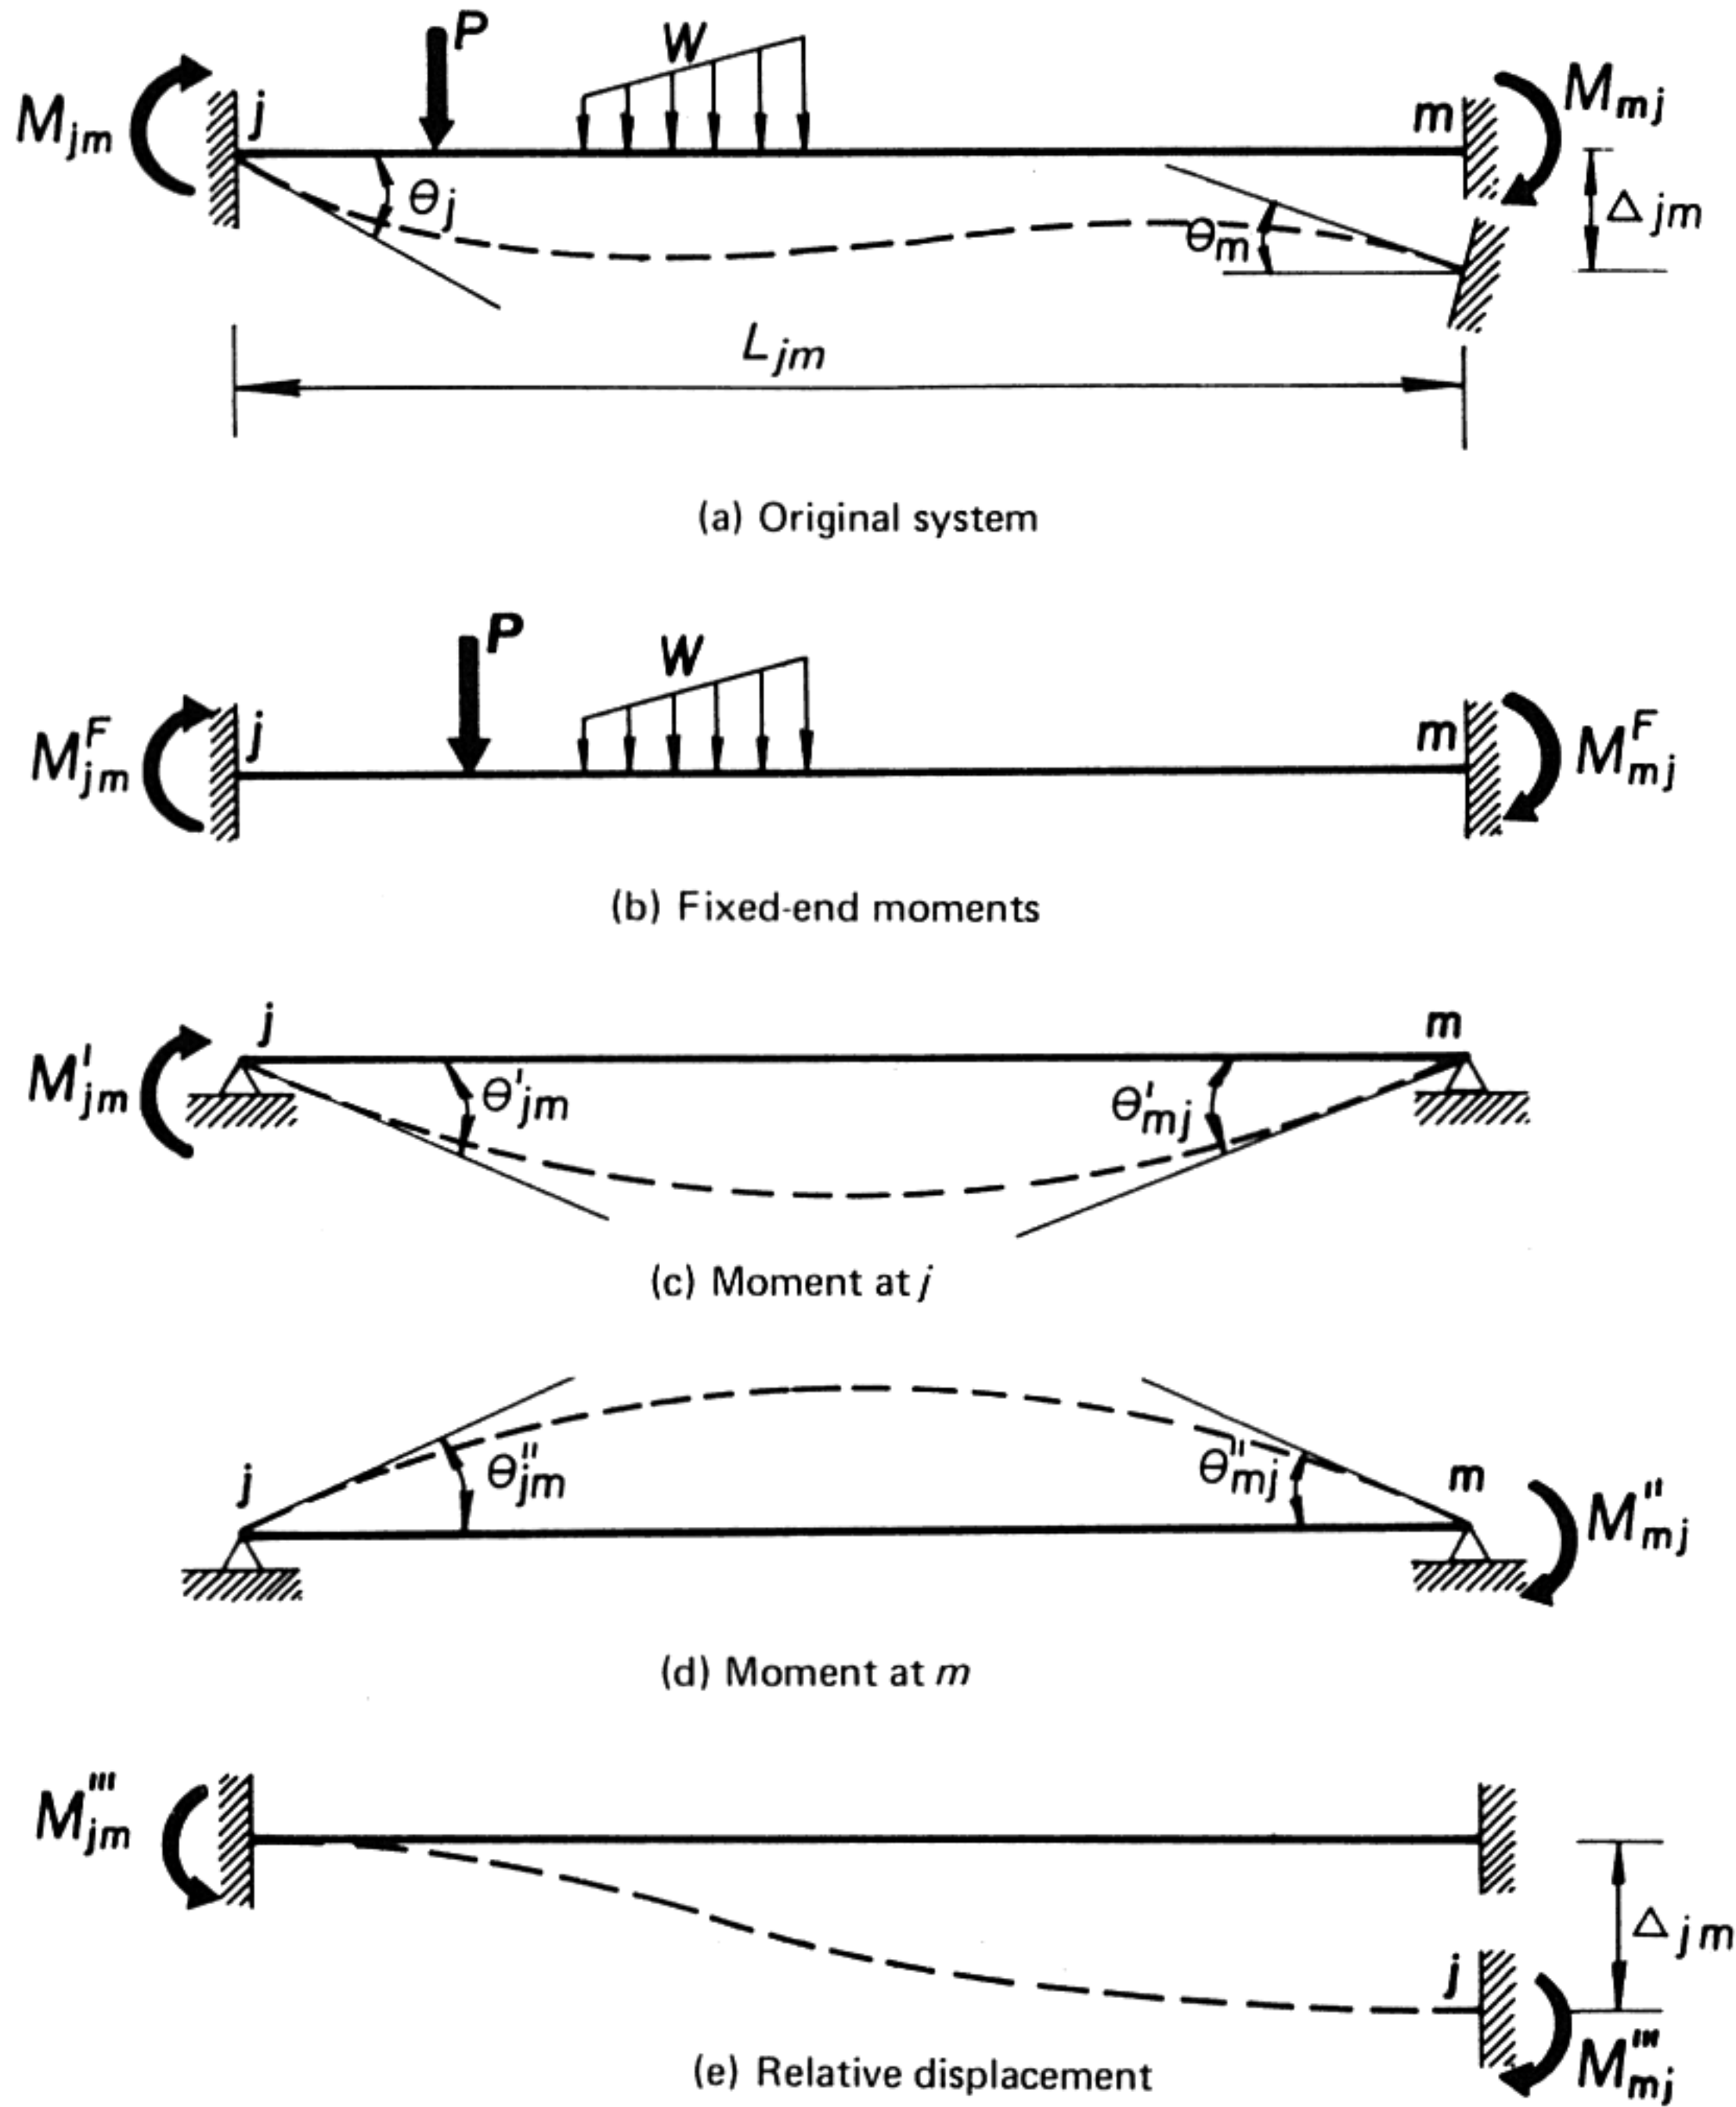 P
W
M_jm
j
m
M_mj
θ_j
θ_m
Δ_jm
L_jm
(a) Original system
P
W
M^F_jm
j
m
M^F_mj
(b) Fixed-end moments
j
m
M'_jm
θ'_jm
θ'_mj
(c) Moment at j
j
θ''_jm
θ''_mj
m
M''_mj
(d) Moment at m
M'''_jm
Δ_jm
j
M'''_mj
(e) Relative displacement